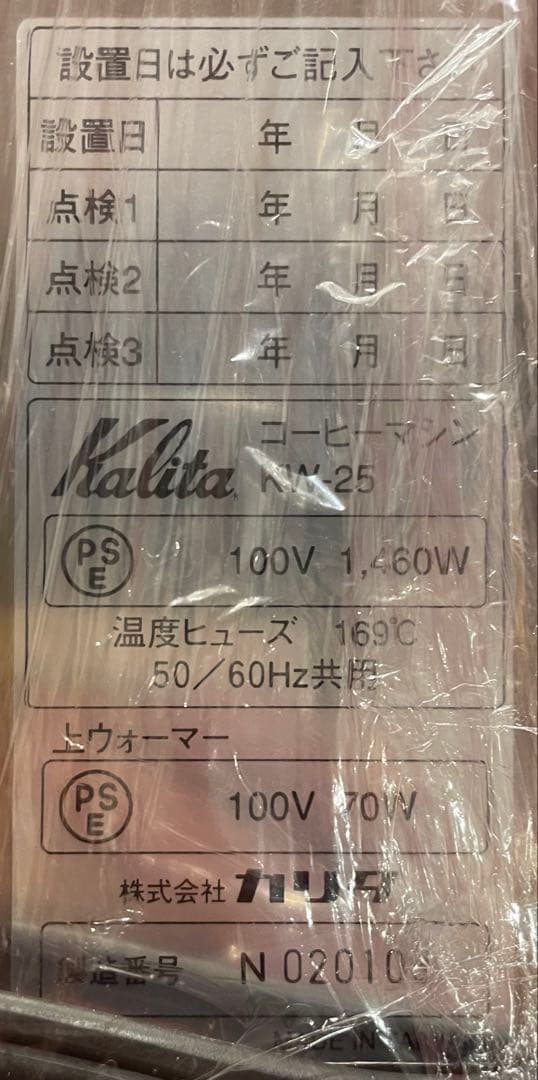 設置日は必ずご記入下さ
設置日 年 月 日
点検1 年 月 日
点検2 年 月 日
点検3 年 月 日
コーヒーマシン
Kalita KW-25
PSE 100V 1,460W
温度ヒューズ 169℃
50/60Hz共用
上ウォーマー
PSE 100V 70W
株式会社カリタ
製造番号
MADE IN